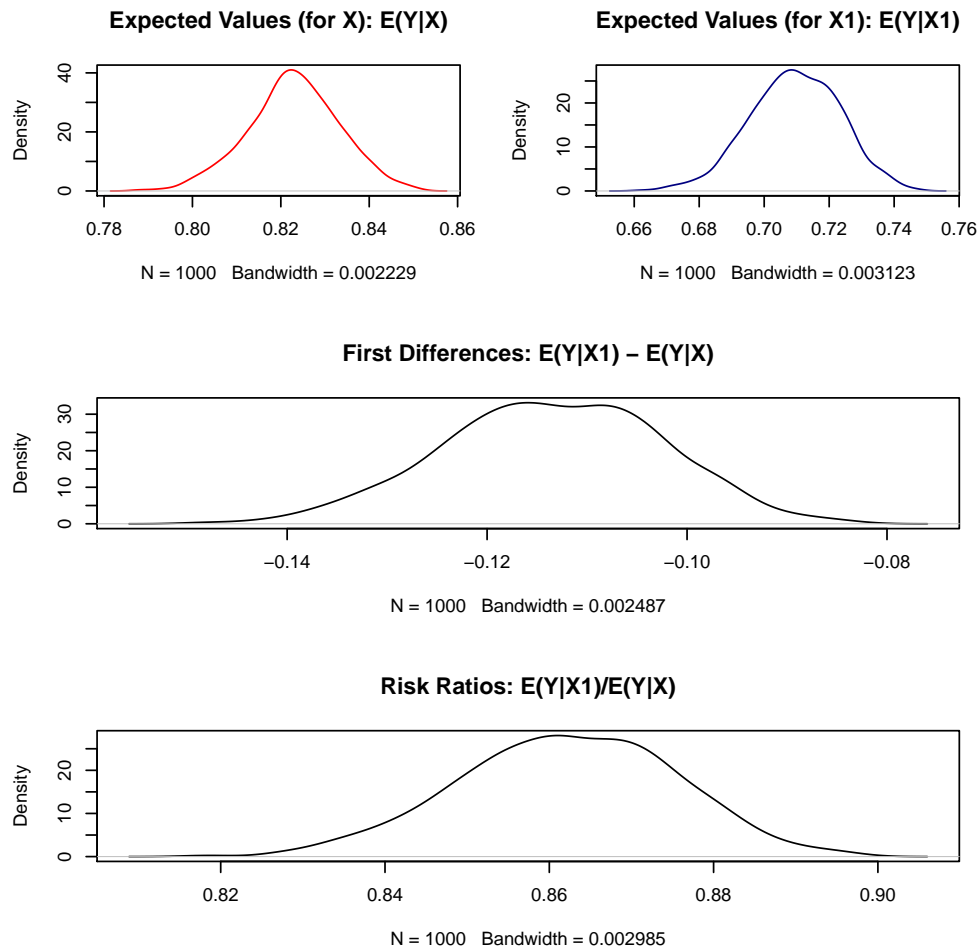 Expected Values (for X): E(Y|X)
Density
0 20 40
0.78 0.80 0.82 0.84 0.86
N = 1000 Bandwidth = 0.002229
Expected Values (for X1): E(Y|X1)
Density
0 10 20
0.66 0.68 0.70 0.72 0.74 0.76
N = 1000 Bandwidth = 0.003123
First Differences: E(Y|X1) − E(Y|X)
Density
0 10 20 30
−0.14 −0.12 −0.10 −0.08
N = 1000 Bandwidth = 0.002487
Risk Ratios: E(Y|X1)/E(Y|X)
Density
0 10 20
0.82 0.84 0.86 0.88 0.90
N = 1000 Bandwidth = 0.002985